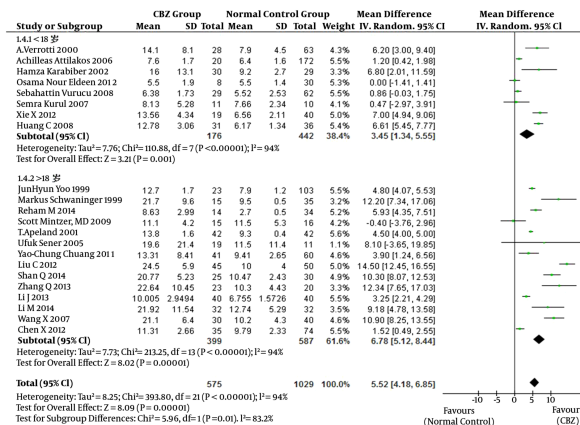 CBZ Group Normal Control Group Mean Difference Mean Difference
Study or Subgroup Mean SD Total Mean SD Total Weight IV. Random. 95% CI IV. Random. 95% CI
1.4.1 < 18 岁
A.Verrotti 2000 14.1 8.1 28 7.9 4.5 63 4.3% 6.20 [3.00, 9.40]
Achilleas Attilakos 2006 7.6 1.7 20 6.4 1.6 172 5.5% 1.20 (0.42, 1.98]
Hamza Karabiber 2002 16 13.1 30 9.2 2.7 29 3.4% 6.80 (2.01, 11.59]
Osama Nour Eldeen 2012 5.5 1.9 8 5.5 1.4 30 5.4% 0.00 (-1.41, 1.41)
Sebahattin Vurucu 2008 6.38 1.73 29 5.52 2.53 62 5.4% 0.86 (-0.03, 1.75]
Semra Kurul 2007 8.13 5.28 11 7.66 2.34 10 4.2% 0.47 [-2.97, 3.91]
Xie X 2012 13.56 4.34 19 6.56 2.11 40 4.9% 7.00 (4.94, 9.06]
Huang C 2008 12.78 3.06 31 6.17 1.34 36 5.4% 6.61 [5.45, 7.77]
Subtotal (95% Cl) 176 442 38.4% 3.45 [1.34, 5.55]
Heterogeneity: Tau² = 7.76; Chi² = 110.88, df = 7 (P <0.00001); I² = 94%
Test for Overall Effect: Z = 3.21 (P = 0.001)
1.4.2 >18 岁
JunHyun Yoo 1999 12.7 1.7 23 7.9 1.2 103 5.5% 4.80 [4.07, 5.53]
Markus Schwaninger 1999 21.7 9.6 15 9.5 0.5 35 3.4% 12.20 [7.34, 17.06]
Reham M 2014 8.63 2.99 14 2.7 0.5 34 5.2% 5.93 [4.35, 7.51]
Scott Mintzer, MD 2009 11.1 4.2 15 11.5 5.3 16 4.2% -0.40 [-3.76, 2.96]
T.Apeland 2001 13.8 1.6 42 9.3 0.4 42 5.5% 4.50 [4.00, 5.00]
Ufuk Sener 2005 19.6 21.4 19 11.5 11.4 11 0.9% 8.10 [-3.65, 19.85]
Yao-Chung Chuang 2011 13.31 8.41 41 9.41 2.65 60 4.5% 3.90 [1.24, 6.56]
Liu C 2012 24.5 5.9 45 10 4 50 4.9% 14.50 [12.45, 16.55]
Shan Q 2014 20.77 5.23 25 10.47 2.43 30 4.8% 10.30 [8.07, 12.53]
Zhang Q 2013 22.64 10.45 23 10.3 4.43 20 3.5% 12.34 [7.65, 17.03]
Li J 2013 10.005 2.9494 40 6.755 1.5726 40 5.4% 3.25 [2.21, 4.29]
Li M 2014 21.92 11.54 32 12.74 5.29 32 3.7% 9.18 [4.78, 13.58]
Wang X 2007 21.1 6.4 30 10.2 4.3 40 4.5% 10.90 [8.25, 13.55]
Chen X 2012 11.31 2.66 35 9.79 2.33 74 5.4% 1.52 [0.49, 2.55]
Subtotal (95% Cl) 399 587 61.6% 6.78 [5.12, 8.44]
Heterogeneity: Tau² = 7.73; Chi² = 213.25, df = 13 (P < 0.00001); I² = 94%
Test for Overall Effect: Z = 8.02 (P = 0.00001)
Total (95% Cl) 575 1029 100.0% 5.52 [4.18, 6.85]
Heterogeneity: Tau² = 8.25; Chi² = 393.80, df = 21 (P < 0.00001); I² = 94%
Test for Overall Effect: Z = 8.09 (P = 0.00001)
Test for Subgroup Differences: Chi² = 5.96, df=1 (P =0.01). I² = 83.2%
-10 -5 0 5 10
Favours (Normal Control) Favours (CBZ)